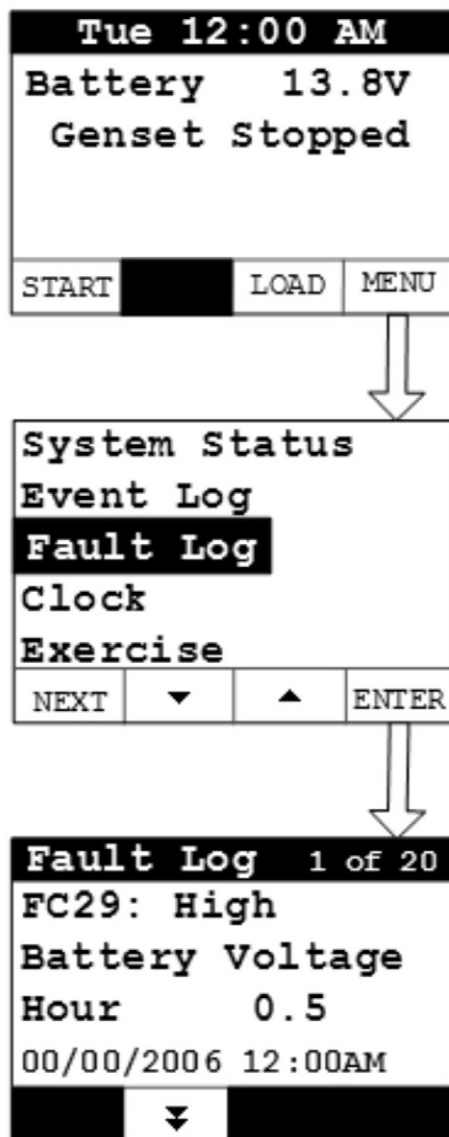 Tue 12:00 AM
Battery 13.8V
Genset Stopped
START LOAD MENU
System Status
Event Log
Fault Log
Clock
Exercise
NEXT ▼ ▲ ENTER
Fault Log 1 of 20
FC29: High
Battery Voltage
Hour 0.5
00/00/2006 12:00AM